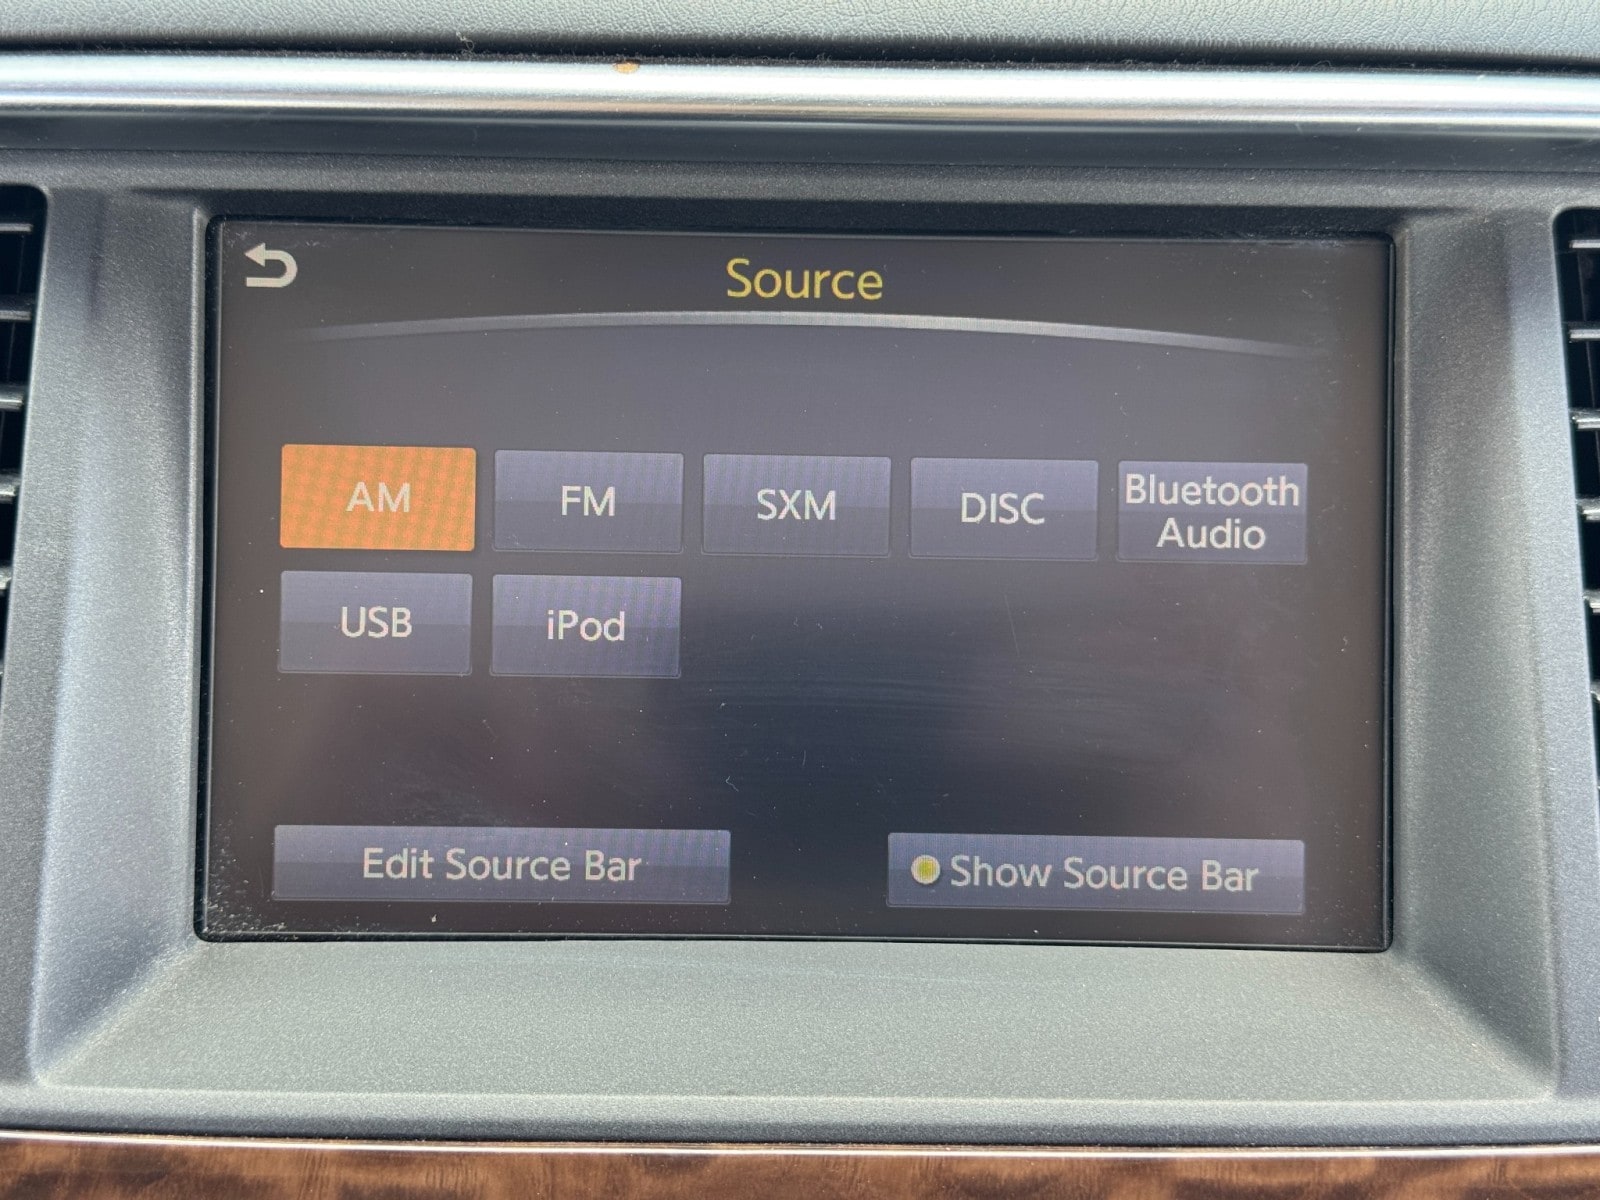 Source
AM
FM
SXM
DISC
Bluetooth
Audio
USB
iPod
Edit Source Bar
Show Source Bar